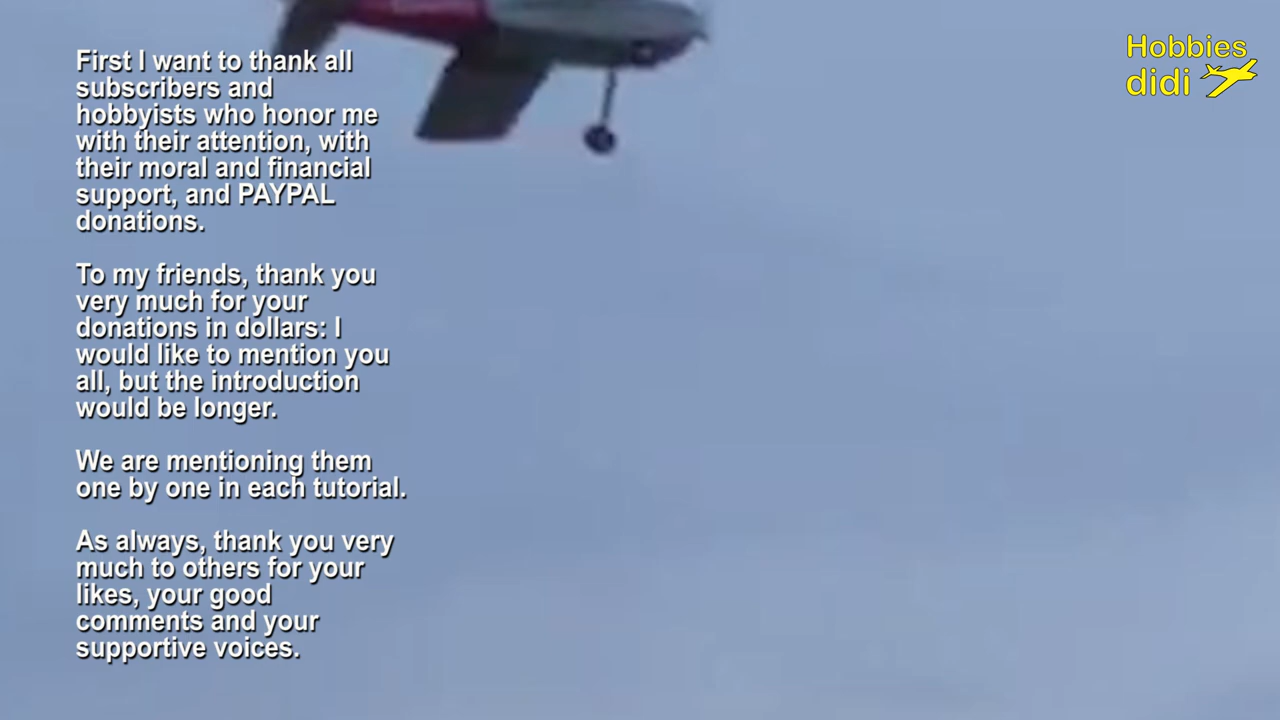 First I want to thank all
subscribers and
hobbyists who honor me
with their attention, with
their moral and financial
support, and PAYPAL
donations.
To my friends, thank you
very much for your
donations in dollars: I
would like to mention you
all, but the introduction
would be longer.
We are mentioning them
one by one in each tutorial.
As always, thank you very
much to others for your
likes, your good
comments and your
supportive voices.
Hobbies
didi